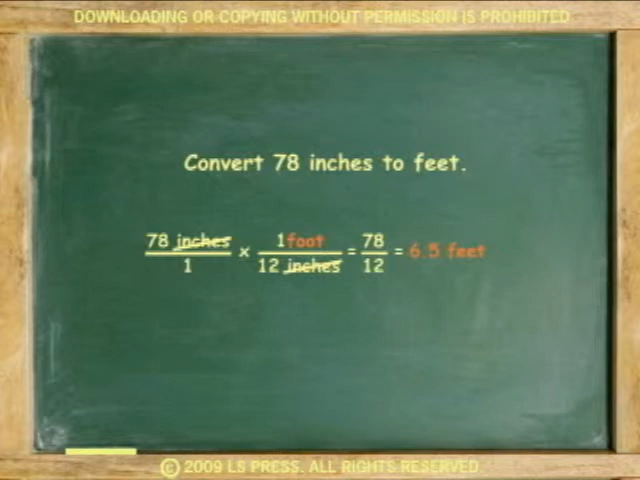 DOWNLOADING OR COPYING WITHOUT PERMISSION IS PROHIBITED
Convert 78 inches to feet.
78 inches / 1 x 1 foot / 12 inches = 78 / 12 = 6.5 feet
© 2009 LS PRESS. ALL RIGHTS RESERVED.